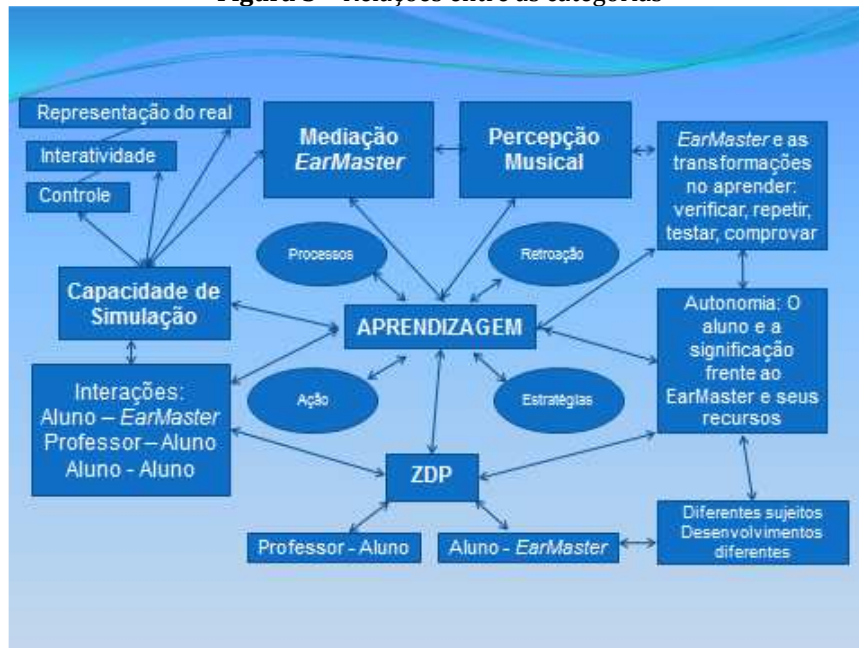 Representação do real
Interatividade
Controle
Mediação
EarMaster
Percepção
Musical
EarMaster e as
transformações
no aprender:
verificar, repetir,
testar, comprovar
Processos
Retroação
Capacidade de
Simulação
APRENDIZAGEM
Autonomia: O
aluno e a
significação
frente ao
EarMaster e seus
recursos
Interações:
Aluno – EarMaster
Professor – Aluno
Aluno - Aluno
Ação
Estratégias
ZDP
Professor - Aluno
Aluno - EarMaster
Diferentes sujeitos
Desenvolvimentos
diferentes